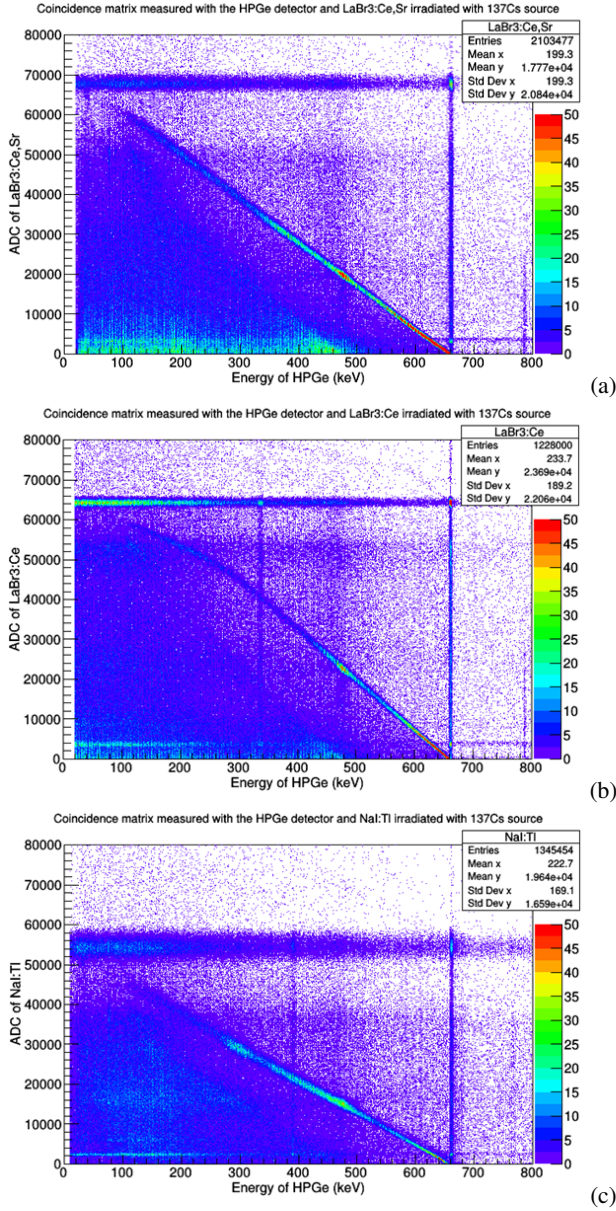 Coincidence matrix measured with the HPGe detector and LaBr3:Ce,Sr irradiated with 137Cs source
LaBr3:Ce,Sr
Entries 2103477
Mean x 199.3
Mean y 1.777e+04
Std Dev x 199.3
Std Dev y 2.084e+04
ADC of LaBr3:Ce,Sr
80000
70000
60000
50000
40000
30000
20000
10000
0
0 100 200 300 400 500 600 700 800
Energy of HPGe (keV)
50
45
40
35
30
25
20
15
10
5
0
(a)
Coincidence matrix measured with the HPGe detector and LaBr3:Ce irradiated with 137Cs source
LaBr3:Ce
Entries 1228000
Mean x 233.7
Mean y 2.369e+04
Std Dev x 189.2
Std Dev y 2.206e+04
ADC of LaBr3:Ce
80000
70000
60000
50000
40000
30000
20000
10000
0
0 100 200 300 400 500 600 700 800
Energy of HPGe (keV)
50
45
40
35
30
25
20
15
10
5
0
(b)
Coincidence matrix measured with the HPGe detector and NaI:Tl irradiated with 137Cs source
NaI:Tl
Entries 1345454
Mean x 222.7
Mean y 1.964e+04
Std Dev x 169.1
Std Dev y 1.659e+04
ADC of NaI:Tl
80000
70000
60000
50000
40000
30000
20000
10000
0
0 100 200 300 400 500 600 700 800
Energy of HPGe (keV)
50
45
40
35
30
25
20
15
10
5
0
(c)